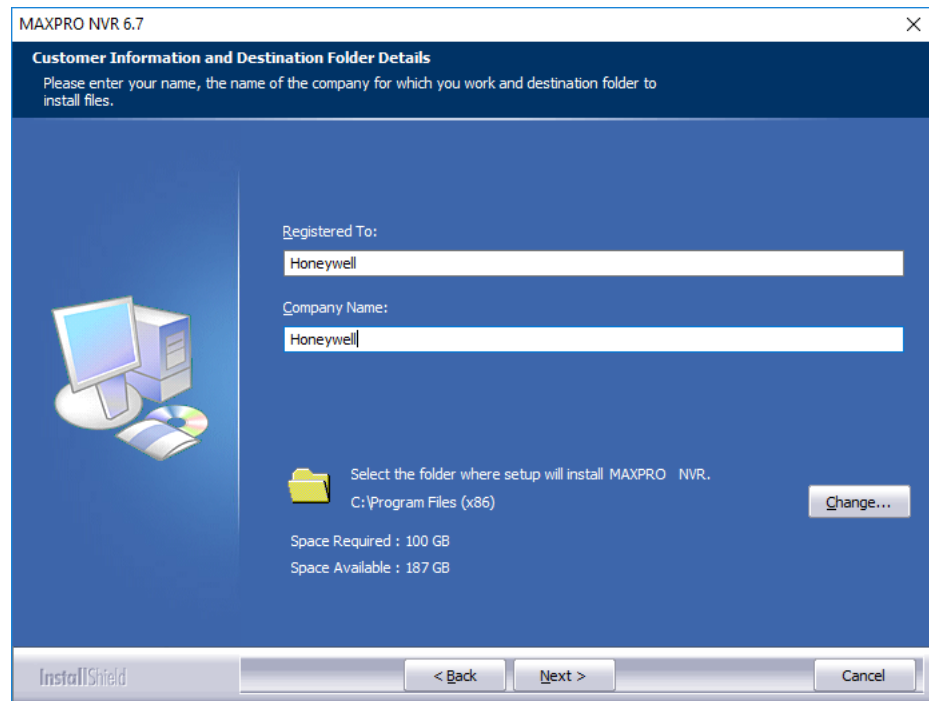 MAXPRO NVR 6.7
Customer Information and Destination Folder Details
Please enter your name, the name of the company for which you work and destination folder to
install files.
Registered To:
Honeywell
Company Name:
Honeywell
Select the folder where setup will install MAXPRO NVR.
C:\Program Files (x86)
Change...
Space Required : 100 GB
Space Available : 187 GB
InstallShield
< Back
Next >
Cancel